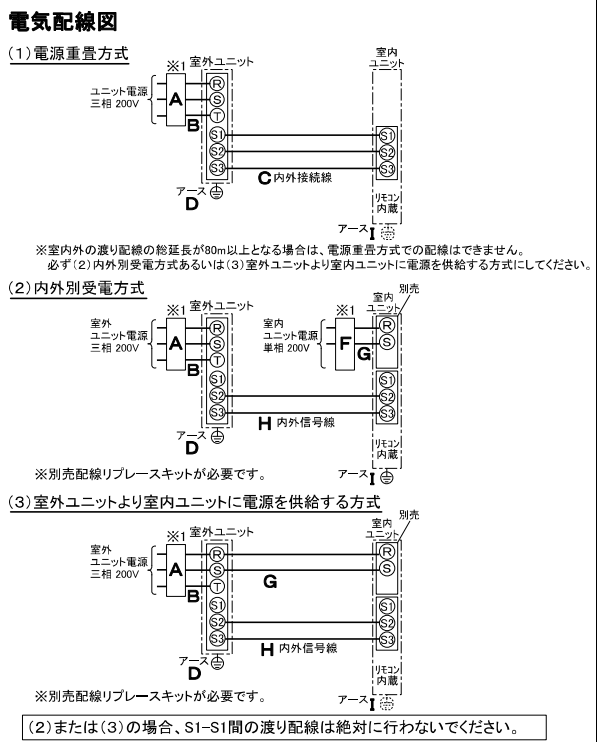 電気配線図
(1)電源重畳方式
※1 室外ユニット
室内
ユニット
ユニット電源
三相 200V
A
B
R
S
T
S1
S2
S3
S1
S2
S3
C 内外接続線
アース
D
リモコン
内蔵
アース I
※室内外の渡り配線の総延長が80m以上となる場合は、電源重畳方式での配線はできません。
必ず(2)内外別受電方式あるいは(3)室外ユニットより室内ユニットに電源を供給する方式にしてください。
(2)内外別受電方式
※1 室外ユニット
※1
室内
ユニット
別売
室外
ユニット電源
三相 200V
A
B
R
S
T
S1
S2
S3
室内
ユニット電源
単相 200V
F
G
R
S
S1
S2
S3
H 内外信号線
アース
D
リモコン
内蔵
アース I
※別売配線リプレースキットが必要です。
(3)室外ユニットより室内ユニットに電源を供給する方式
※1 室外ユニット
室内
ユニット
別売
室外
ユニット電源
三相 200V
A
B
R
S
T
S1
S2
S3
G
R
S
S1
S2
S3
H 内外信号線
アース
D
リモコン
内蔵
アース I
※別売配線リプレースキットが必要です。
(2)または(3)の場合、S1-S1間の渡り配線は絶対に行わないでください。